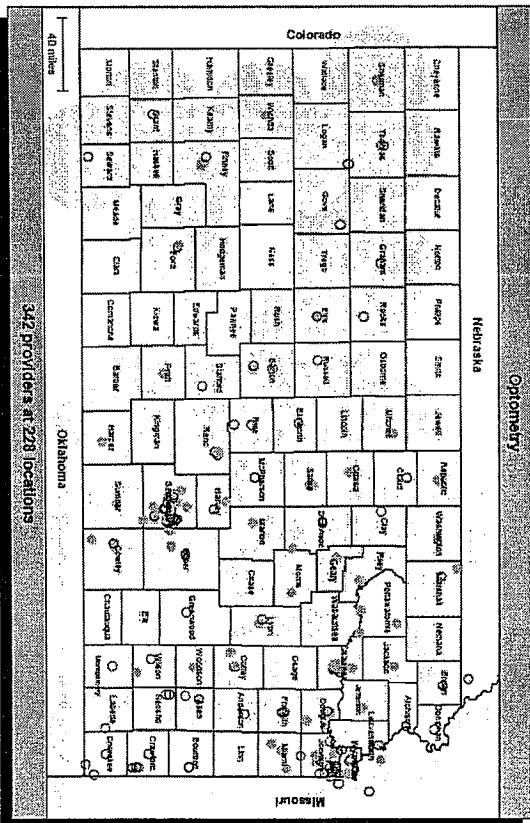 Optometry
Nebraska
Cheyenne Rawlins Decatur Norton Phillips Smith Jewell Republic Washington Marshall Nemaha Brown Doniphan
Sherman Thomas Sheridan Graham Rooks Osborne Mitchell Cloud Clay Riley Pottawatomie Jackson Atchison
Jefferson Leavenworth
Colorado
Wallace Logan Gove Trego Ellis Russell Lincoln Ottawa Dickinson Geary Wabaunsee Shawnee Douglas Johnson
Greeley Wichita Scott Lane Ness Rush Barton Ellsworth Saline Morris Osage Franklin Miami
Missouri
Hamilton Kearny Finney Hodgeman Pawnee Rice McPherson Marion Chase Lyon Coffey Anderson Linn
Gray Edwards Stafford Reno Harvey
Stanton Grant Haskell Ford Kiowa Pratt Kingman Sedgwick Butler Greenwood Woodson Allen Bourbon
Elk Wilson Neosho Crawford
Morton Stevens Seward Meade Clark Comanche Barber Harper Sumner Cowley Chautauqua Montgomery Labette Cherokee
40 miles
Oklahoma
342 providers at 228 locations